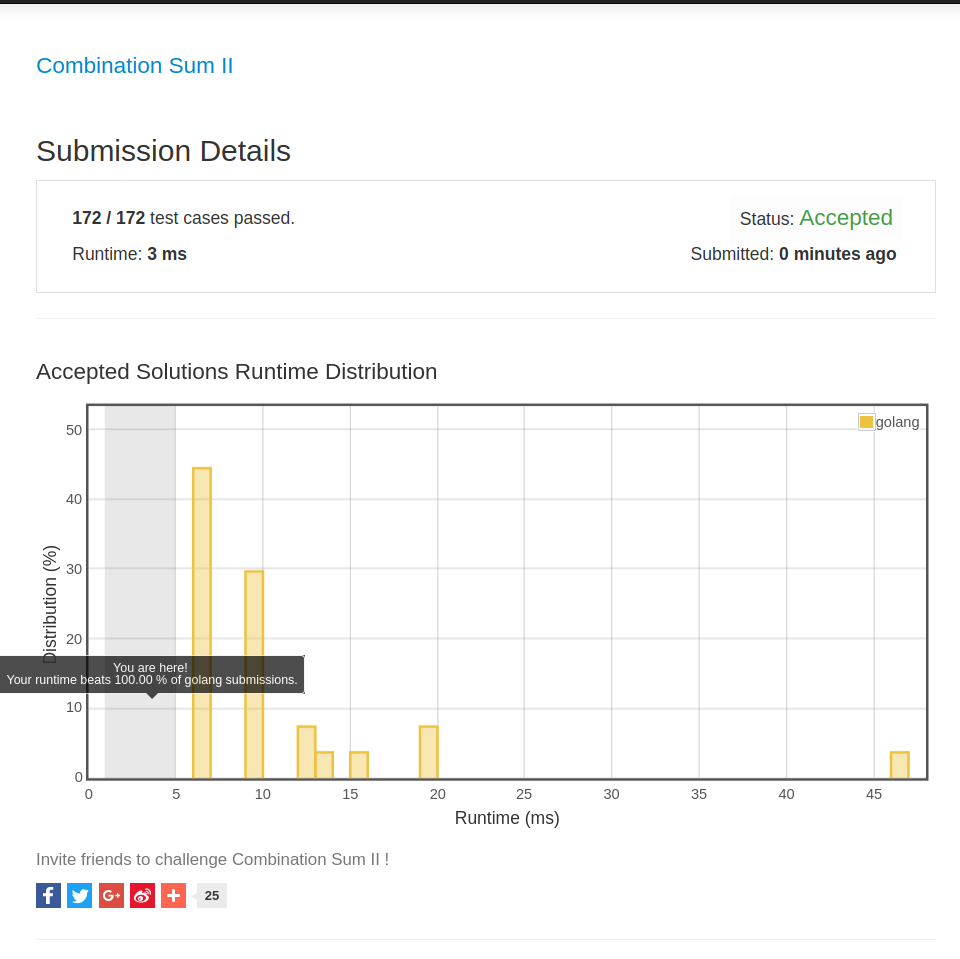 Combination Sum II
Submission Details
172 / 172 test cases passed.
Status: Accepted
Runtime: 3 ms
Submitted: 0 minutes ago
Accepted Solutions Runtime Distribution
golang
50
40
30
20
10
0
Distribution (%)
You are here!
Your runtime beats 100.00 % of golang submissions.
0 5 10 15 20 25 30 35 40 45
Runtime (ms)
Invite friends to challenge Combination Sum II !
25